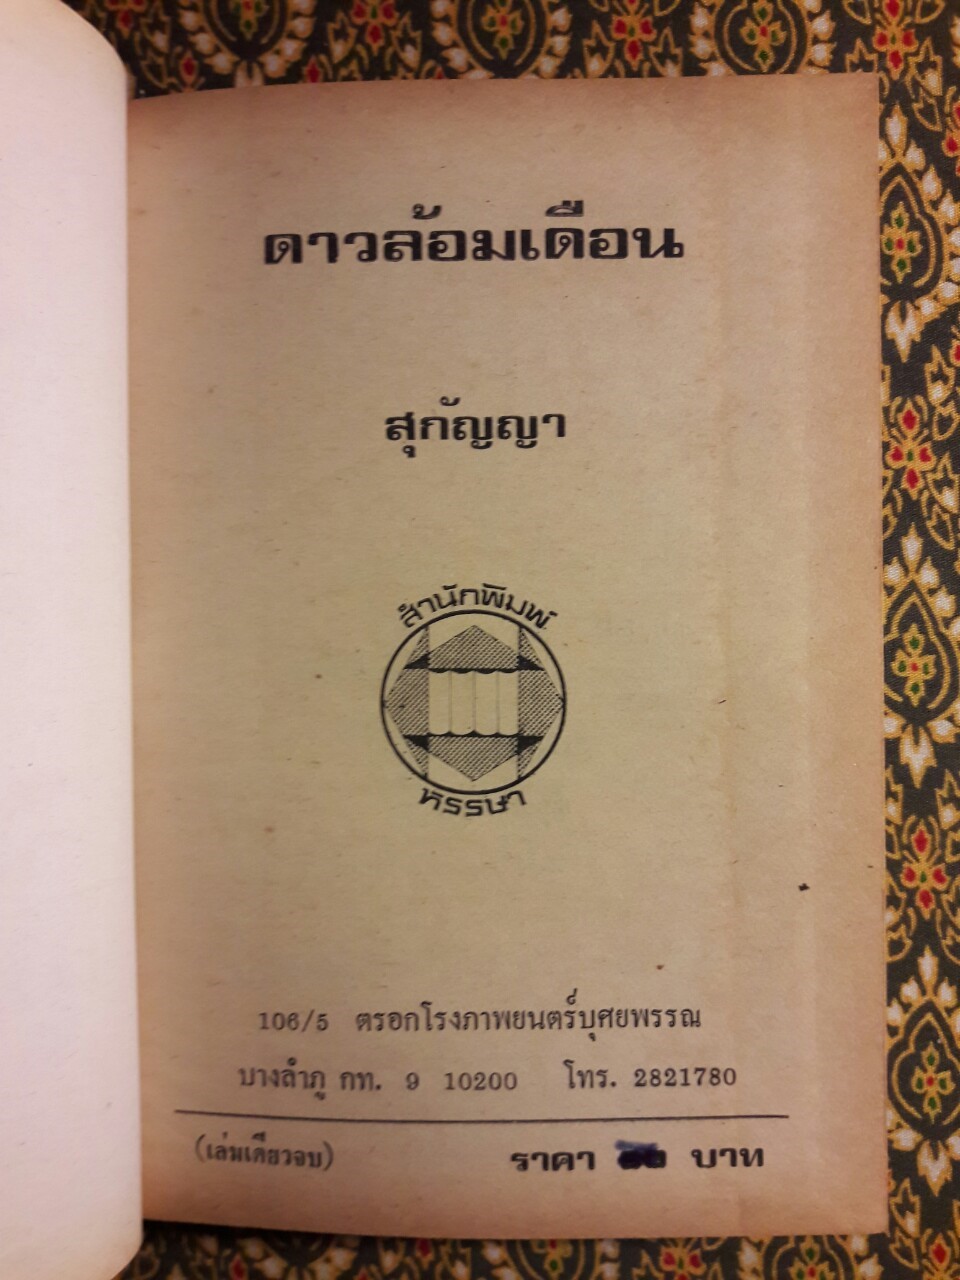 ดาวล้อมเดือน
สุกัญญา
สำนักพิมพ์
หรรษา
106/5 ตรอกโรงภาพยนตร์บุศยพรรณ
บางลำภู กท. 9 10200 โทร. 2821780
(เล่มเดียวจบ) ราคา บาท